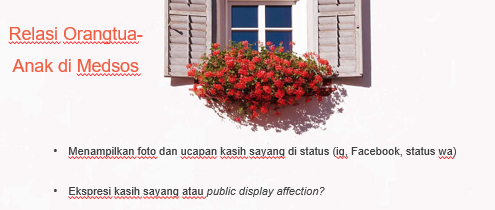 Relasi Orangtua-
Anak di Medsos
• Menampilkan foto dan ucapan kasih sayang di status (ig, Facebook, status wa)
• Ekspresi kasih sayang atau public display affection?